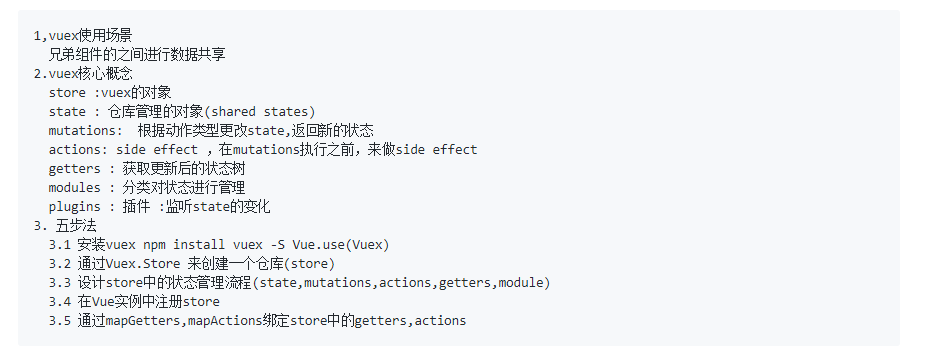 1,vuex使用场景
兄弟组件的之间进行数据共享
2.vuex核心概念
store :vuex的对象
state : 仓库管理的对象(shared states)
mutations:  根据动作类型更改state,返回新的状态
actions: side effect ，在mutations执行之前，来做side effect
getters : 获取更新后的状态树
modules : 分类对状态进行管理
plugins : 插件 :监听state的变化
3. 五步法
3.1 安装vuex npm install vuex -S Vue.use(Vuex)
3.2 通过Vuex.Store 来创建一个仓库(store)
3.3 设计store中的状态管理流程(state,mutations,actions,getters,module)
3.4 在Vue实例中注册store
3.5 通过mapGetters,mapActions绑定store中的getters,actions